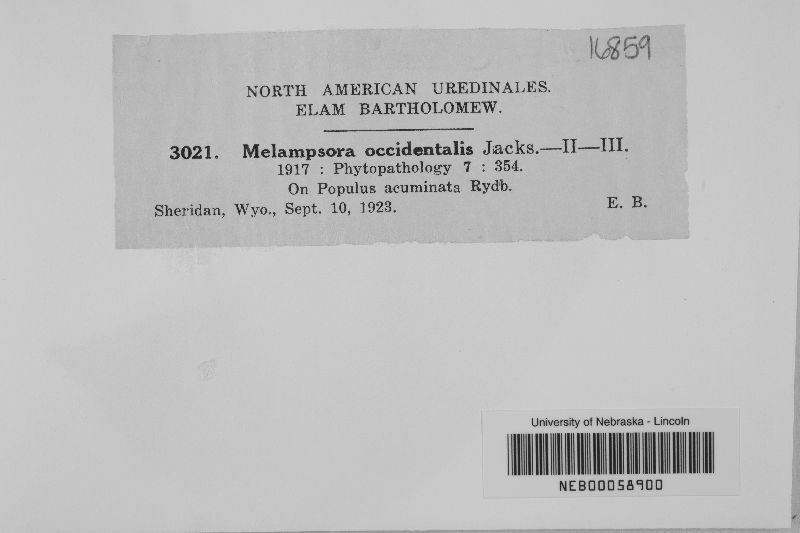 16859
NORTH AMERICAN UREDINALES.
ELAM BARTHOLOMEW.
3021. Melampsora occidentalis Jacks.—II—III.
1917 : Phytopathology 7 : 354.
On Populus acuminata Rydb.
Sheridan, Wyo., Sept. 10, 1923. E. B.
University of Nebraska - Lincoln
NEB00058900